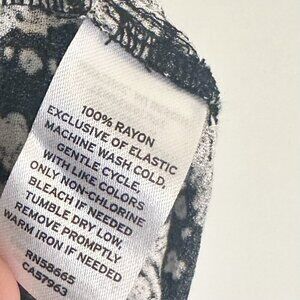 100% RAYON
EXCLUSIVE OF ELASTIC
MACHINE WASH COLD,
GENTLE CYCLE,
WITH LIKE COLORS
ONLY NON-CHLORINE
BLEACH IF NEEDED
TUMBLE DRY LOW,
REMOVE PROMPTLY
WARM IRON IF NEEDED
RN58665
CA57963